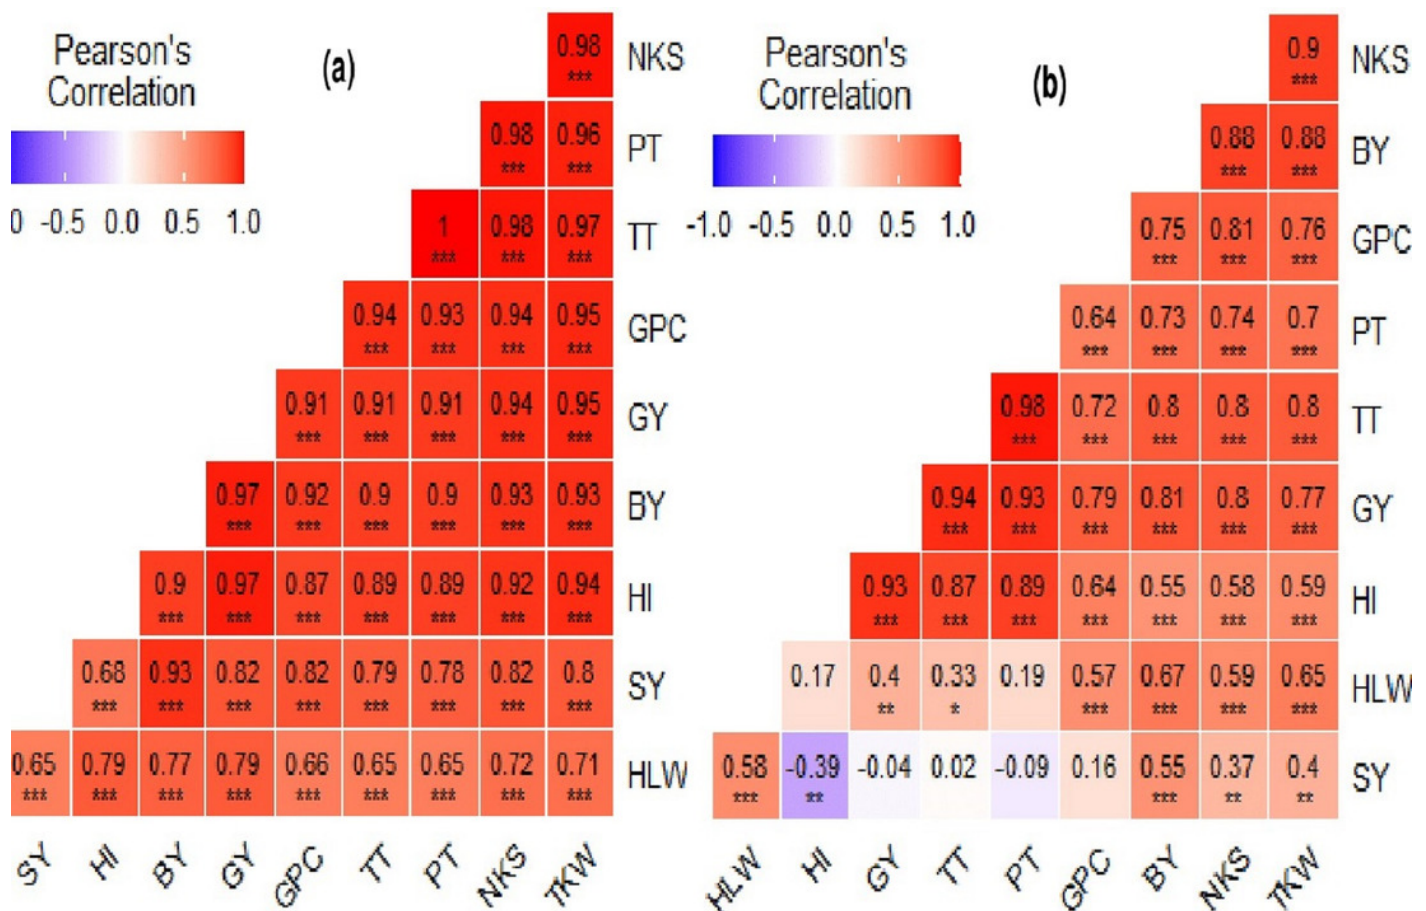 Pearson's
Correlation
(a)
0 -0.5 0.0 0.5 1.0
0.98 NKS
***
0.98 0.96 PT
*** ***
1 0.98 0.97 TT
*** *** ***
0.94 0.93 0.94 0.95 GPC
*** *** *** ***
0.91 0.91 0.91 0.94 0.95 GY
*** *** *** *** ***
0.97 0.92 0.9 0.9 0.93 0.93 BY
*** *** *** *** *** ***
0.9 0.97 0.87 0.89 0.89 0.92 0.94 HI
*** *** *** *** *** *** ***
0.68 0.93 0.82 0.82 0.79 0.78 0.82 0.8 SY
*** *** *** *** *** *** *** ***
0.65 0.79 0.77 0.79 0.66 0.65 0.65 0.72 0.71 HLW
*** *** *** *** *** *** *** *** ***
SY HI BY GY GPC TT PT NKS TKW
Pearson's
Correlation
(b)
-1.0 -0.5 0.0 0.5 1.0
0.9 NKS
***
0.88 0.88 BY
*** ***
0.75 0.81 0.76 GPC
*** *** ***
0.64 0.73 0.74 0.7 PT
*** *** *** ***
0.98 0.72 0.8 0.8 0.8 TT
*** *** *** *** ***
0.94 0.93 0.79 0.81 0.8 0.77 GY
*** *** *** *** *** ***
0.93 0.87 0.89 0.64 0.55 0.58 0.59 HI
*** *** *** *** *** *** ***
0.17 0.4 0.33 0.19 0.57 0.67 0.59 0.65 HLW
** * *** *** *** ***
0.58 -0.39 -0.04 0.02 -0.09 0.16 0.55 0.37 0.4 SY
*** ** *** ** **
HLW HI GY TT PT GPC BY NKS TKW